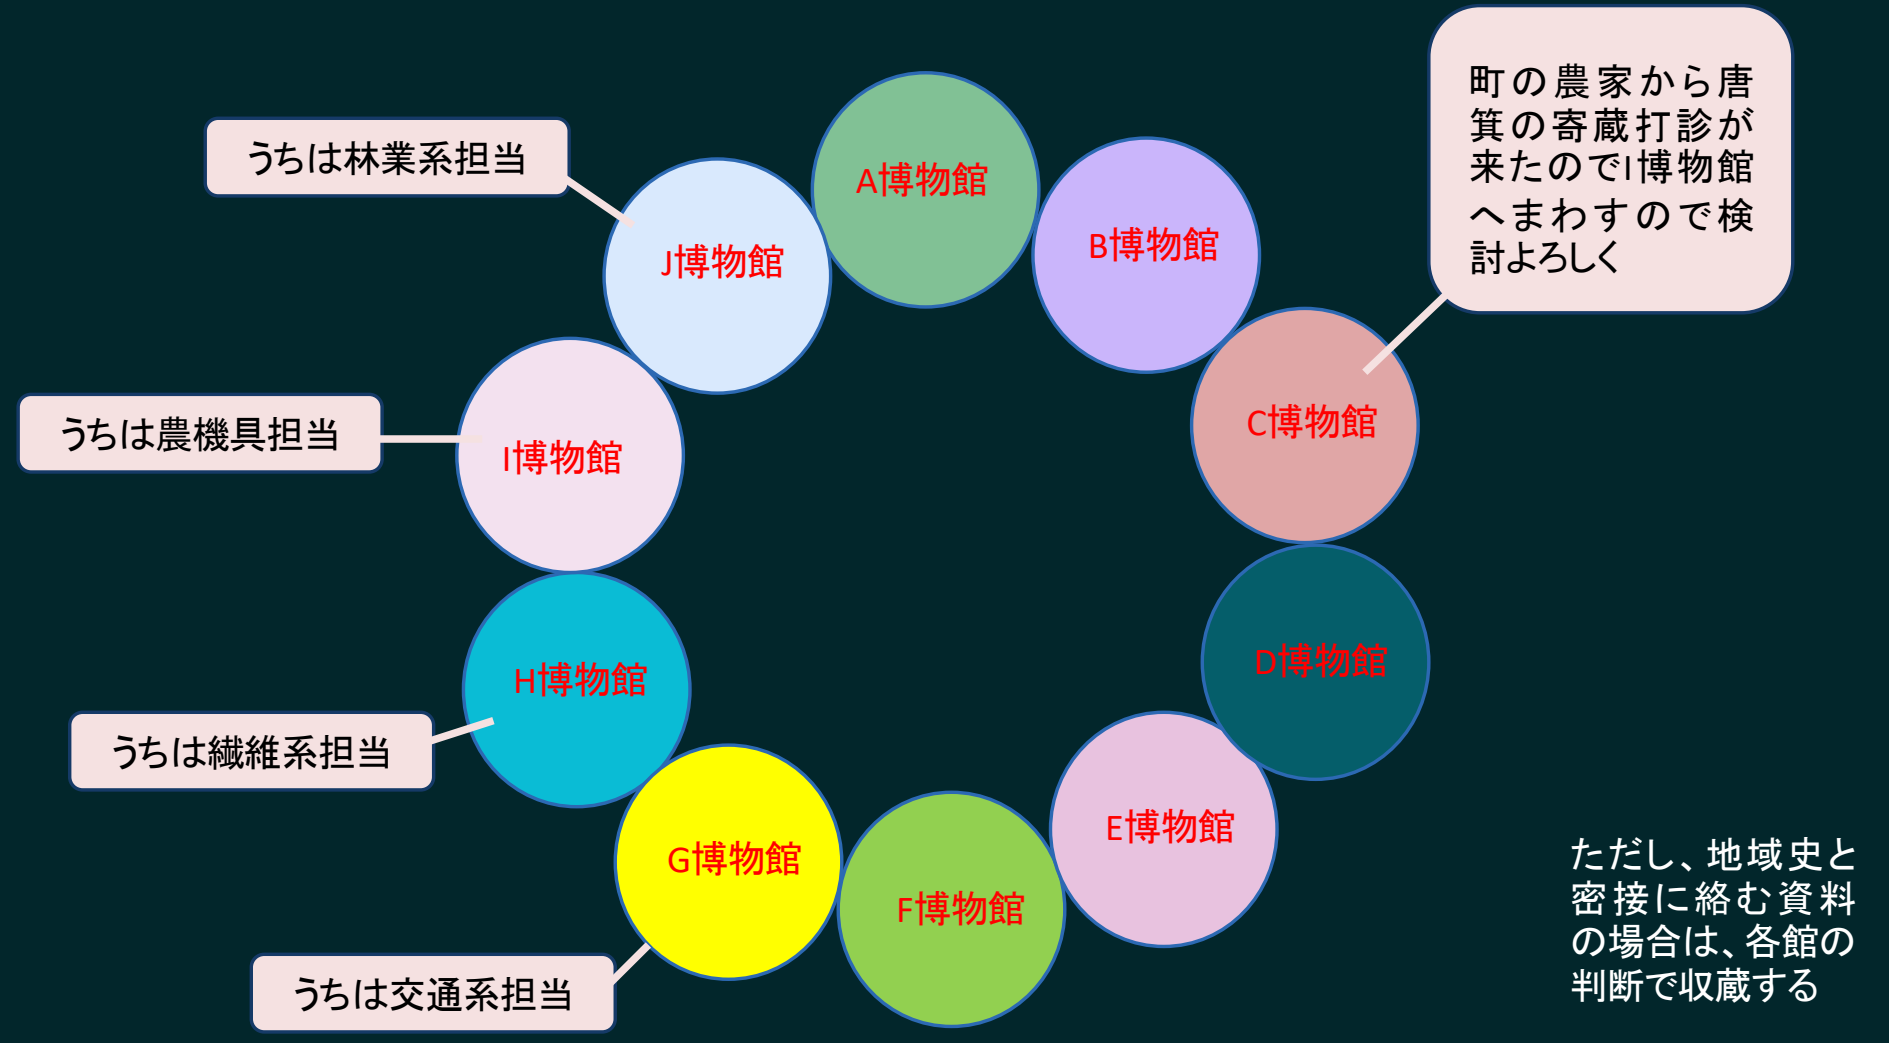 町の農家から唐
箕の寄蔵打診が
来たのでI博物館
へまわすので検
討よろしく
うちは林業系担当
A博物館
B博物館
J博物館
C博物館
うちは農機具担当
I博物館
D博物館
H博物館
うちは繊維系担当
E博物館
G博物館
F博物館
うちは交通系担当
ただし、地域史と
密接に絡む資料
の場合は、各館の
判断で収蔵する